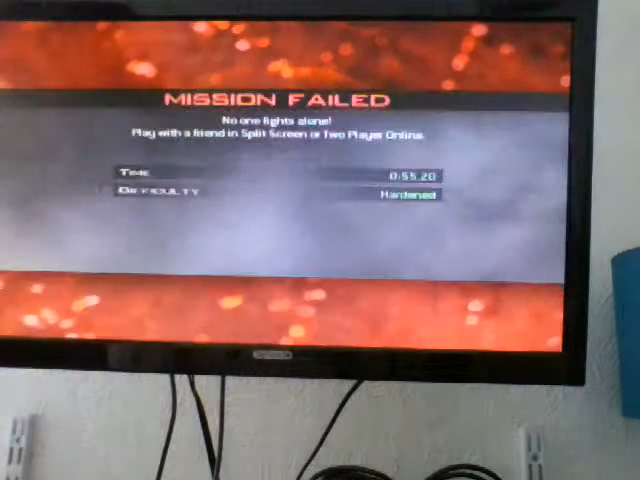 MISSION FAILED
No one fights alone!
Play with a friend in Split Screen or Two Player Online.
TIME 0:55.20
DIFFICULTY Hardened